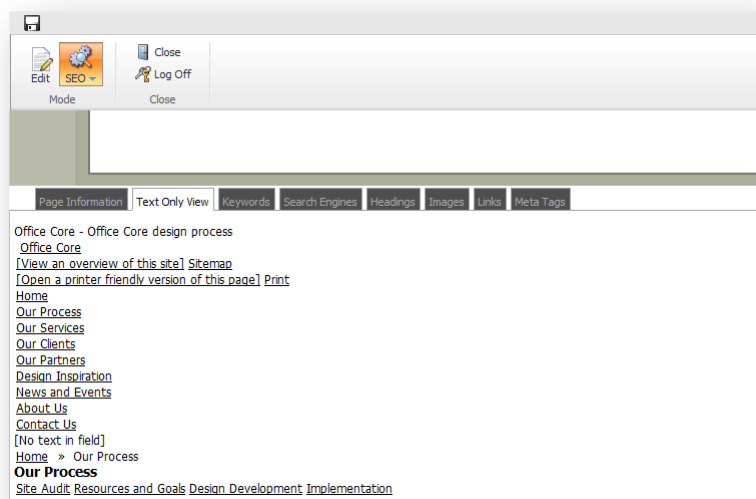 Close
Edit SEO Log Off
Mode Close
Page Information Text Only View Keywords Search Engines Headings Images Links Meta Tags
Office Core - Office Core design process
Office Core
[View an overview of this site] Sitemap
[Open a printer friendly version of this page] Print
Home
Our Process
Our Services
Our Clients
Our Partners
Design Inspiration
News and Events
About Us
Contact Us
[No text in field]
Home » Our Process
Our Process
Site Audit Resources and Goals Design Development Implementation